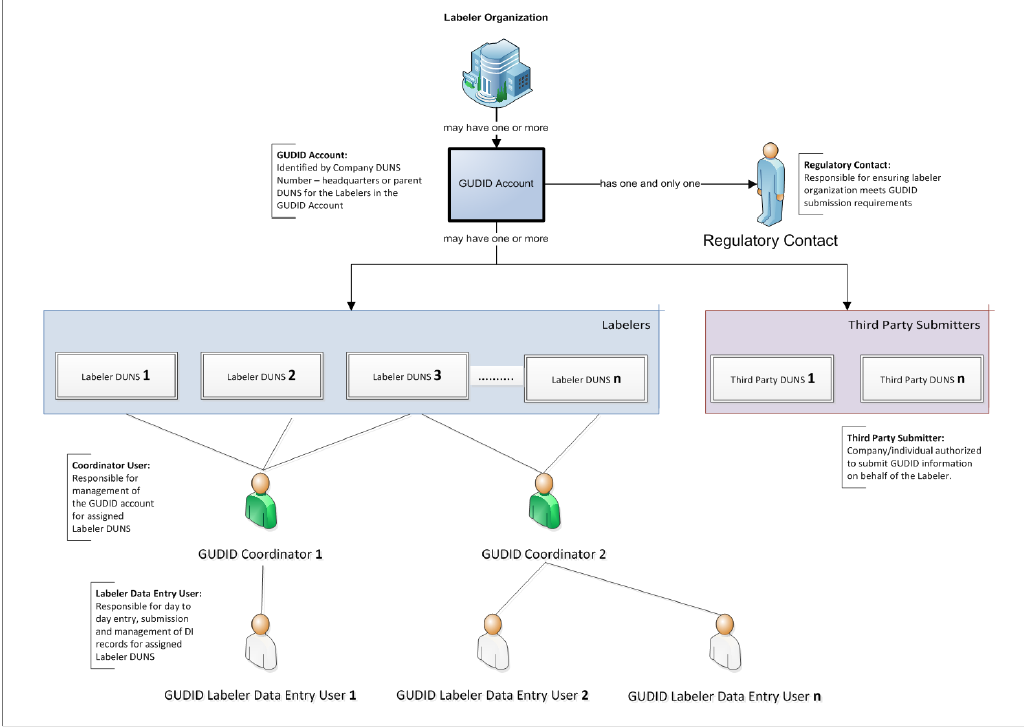 Labeler Organization
may have one or more
GUDID Account:
Identified by Company DUNS
Number – headquarters or parent
DUNS for the Labelers in the
GUDID Account
GUDID Account
has one and only one
Regulatory Contact:
Responsible for ensuring labeler
organization meets GUDID
submission requirements
Regulatory Contact
may have one or more
Labelers
Labeler DUNS 1
Labeler DUNS 2
Labeler DUNS 3
..........
Labeler DUNS n
Third Party Submitters
Third Party DUNS 1
Third Party DUNS n
Third Party Submitter:
Company/individual authorized
to submit GUDID information
on behalf of the Labeler.
Coordinator User:
Responsible for
management of
the GUDID account
for assigned
Labeler DUNS
GUDID Coordinator 1
GUDID Coordinator 2
Labeler Data Entry User:
Responsible for day to
day entry, submission
and management of DI
records for assigned
Labeler DUNS
GUDID Labeler Data Entry User 1
GUDID Labeler Data Entry User 2
GUDID Labeler Data Entry User n